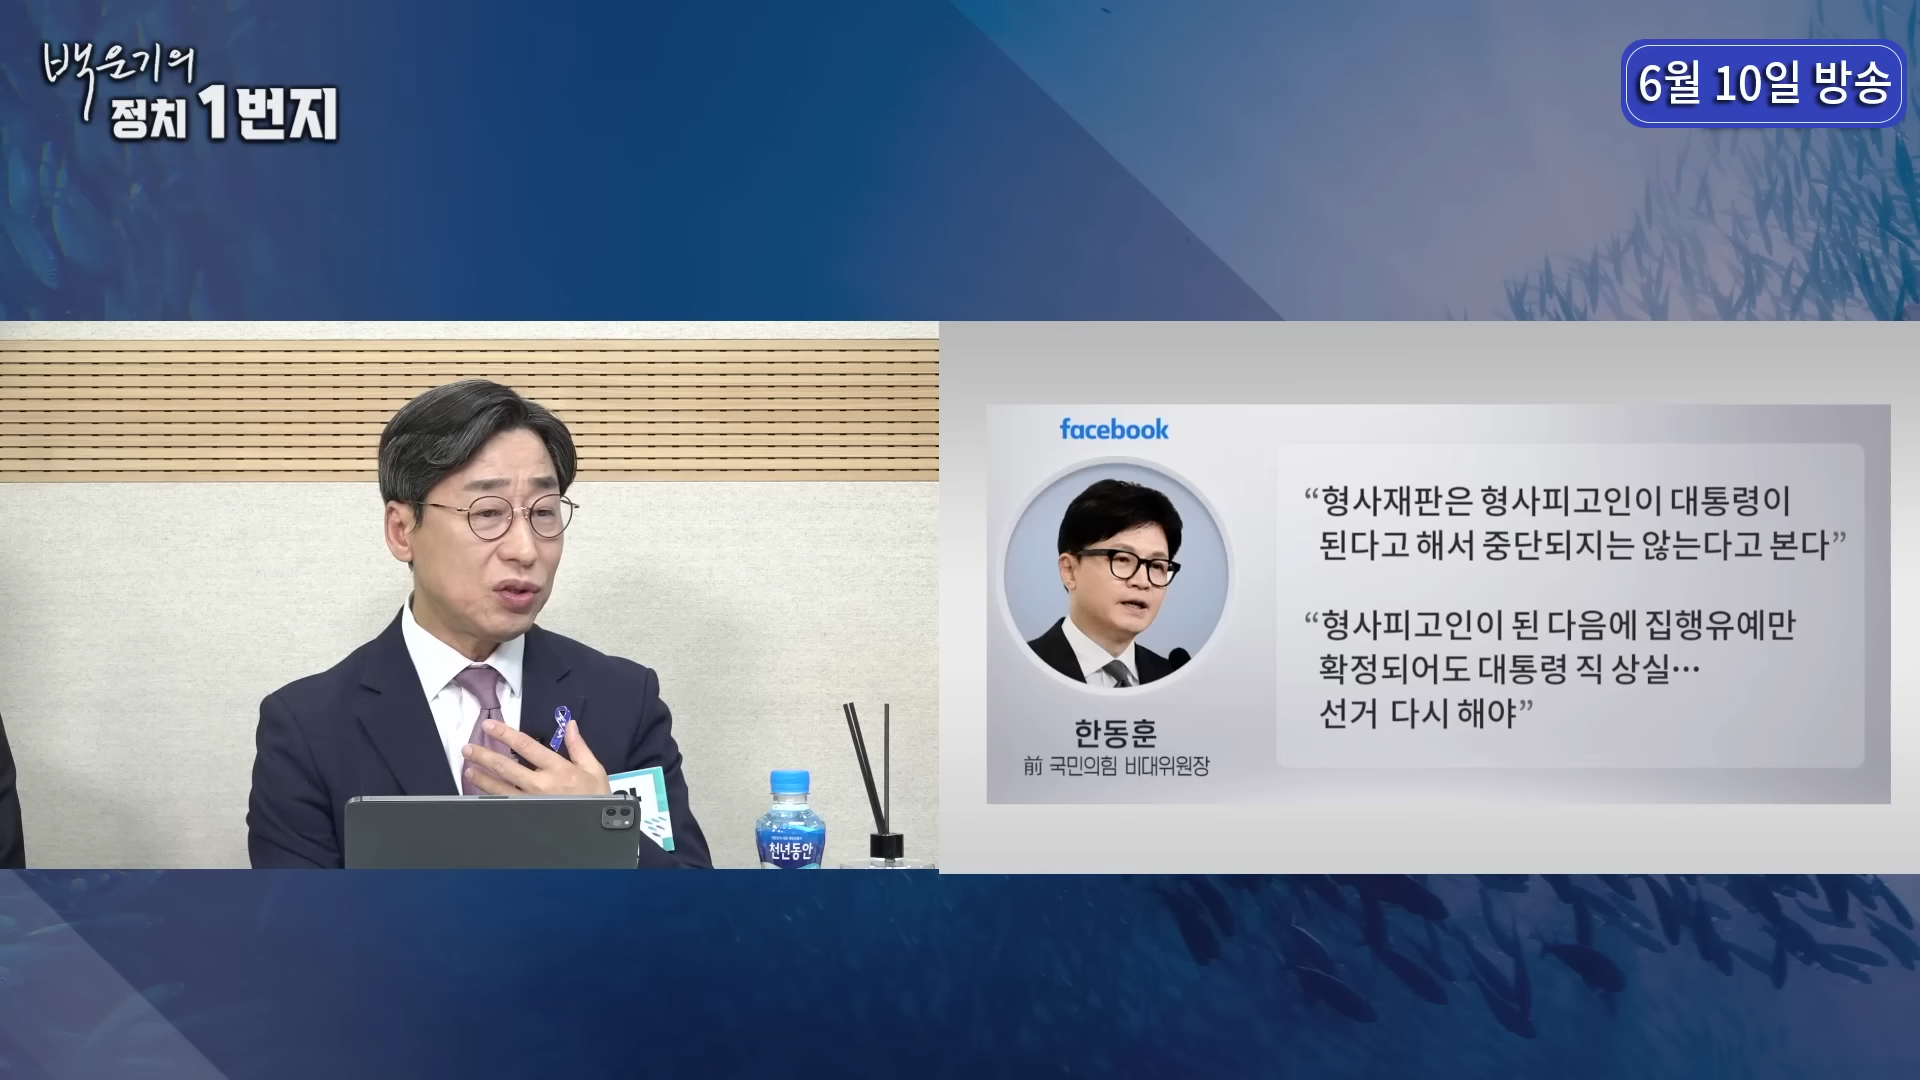 백운기의
정치 1번지
6월 10일 방송
facebook
“형사재판은 형사피고인이 대통령이
된다고 해서 중단되지는 않는다고 본다”
“형사피고인이 된 다음에 집행유예만
확정되어도 대통령 직 상실…
선거 다시 해야”
한동훈
前 국민의힘 비대위원장
천년동안